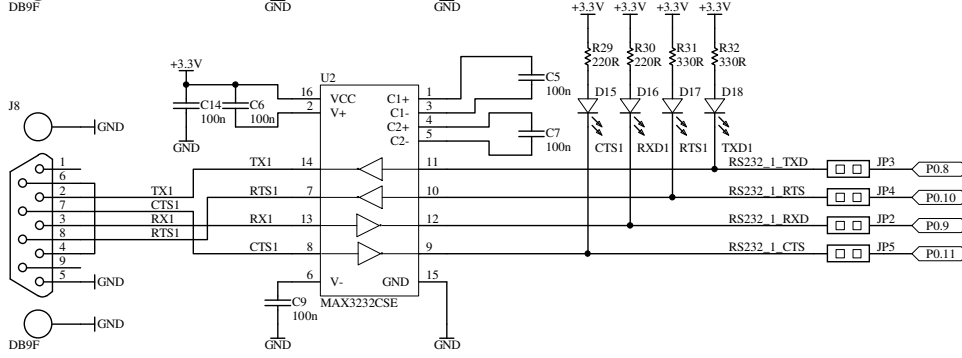 DB9F
GND
GND
+3.3V +3.3V +3.3V +3.3V
R29 R30 R31 R32
220R 220R 330R 330R
+3.3V
U2
J8
C14
100n
C6
100n
16 VCC
2 V+
C1+ 1
C1- 3
C2+ 4
C2- 5
C5
100n
C7
100n
D15 D16 D17 D18
CTS1 RXD1 RTS1 TXD1
GND
GND
1
6
2
7
3
8
4
9
5
TX1
CTS1
RX1
RTS1
GND
TX1 14 11 RS232_1_TXD JP3 P0.8
RTS1 7 10 RS232_1_RTS JP4 P0.10
RX1 13 12 RS232_1_RXD JP2 P0.9
CTS1 8 9 RS232_1_CTS JP5 P0.11
6 V- GND 15
MAX3232CSE
C9
100n
GND
DB9F
GND
GND